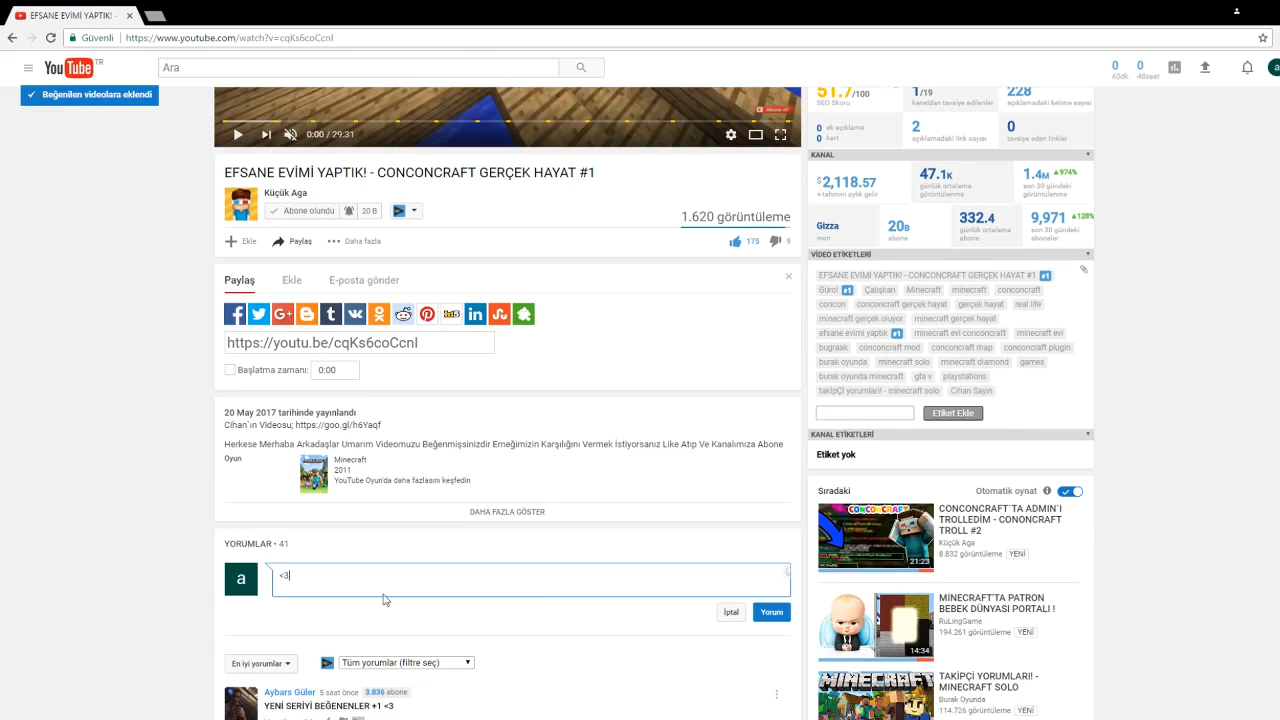 EFSANE EVİMİ YAPTIK! -
Güvenli
https://www.youtube.com/watch?v=cqKs6coCcnI
YouTube TR
Ara
0 60dk.
0 48saat
a
Beğenilen videolara eklendi
Abone Ol
0:00 / 29:31
EFSANE EVİMİ YAPTIK! - CONCONCRAFT GERÇEK HAYAT #1
Küçük Aga
Abone olundu
20 B
1.620 görüntüleme
Ekle
Paylaş
Daha fazla
175
9
Paylaş
Ekle
E-posta gönder
https://youtu.be/cqKs6coCcnI
Başlatma zamanı:
0:00
20 May 2017 tarihinde yayınlandı
Cihan`ın Videosu; https://goo.gl/h6Yaqf
Herkese Merhaba Arkadaşlar Umarım Videomuzu Beğenmişsinizdir Emeğimizin Karşılığını Vermek İstiyorsanız Like Atıp Ve Kanalımıza Abone
Oyun
Minecraft
2011
YouTube Oyun'da daha fazlasını keşfedin
DAHA FAZLA GÖSTER
YORUMLAR • 41
a
<3
İptal
Yorum
En iyi yorumlar
Tüm yorumlar (filtre seç)
Aybars Güler 5 saat önce 3.836 abone
YENİ SERİYİ BEĞENENLER +1 <3
51.7/100
SEO Skoru
1/19
kanaldan tavsiye edilenler
228
açıklamadaki kelime sayısı
0 ek açıklama
0 kart
2
açıklamadaki link sayısı
0
tavsiye eden linkler
KANAL
$2,118.57
≈ tahmini aylık gelir
47.1K
günlük ortalama
görüntülenme
1.4M ▲974%
son 30 gündeki
görüntülenme
Gizza
mcn
20B
abone
332.4
günlük ortalama
abone
9,971 ▲128%
son 30 gündeki
aboneler
VİDEO ETİKETLERİ
EFSANE EVİMİ YAPTIK! - CONCONCRAFT GERÇEK HAYAT #1 #1
Gürol #1 Çalışkan Minecraft minecraft conconcraft
concon conconcraft gerçek hayat gerçek hayat real life
minecraft gerçek oluyor minecraft gerçek hayat
efsane evimi yaptık #1 minecraft evi conconcraft minecraft evi
bugraak conconcraft mod conconcraft map conconcraft plugin
burak oyunda minecraft solo minecraft diamond games
burak oyunda minecraft gta v playstations
takİpÇİ yorumlari! - minecraft solo Cihan Sayın
Etiket Ekle
KANAL ETİKETLERİ
Etiket yok
Sıradaki
Otomatik oynat
CONCONCRAFT
21:23
CONCONCRAFT`TA ADMIN`I
TROLLEDİM - CONONCRAFT
TROLL #2
Küçük Aga
8.832 görüntüleme YENİ
14:34
MİNECRAFT'TA PATRON
BEBEK DÜNYASI PORTALI !
RuLingGame
194.261 görüntüleme YENİ
MINECRAFT
TAKİPÇİ YORUMLARI! -
MINECRAFT SOLO
Burak Oyunda
114.726 görüntüleme YENİ